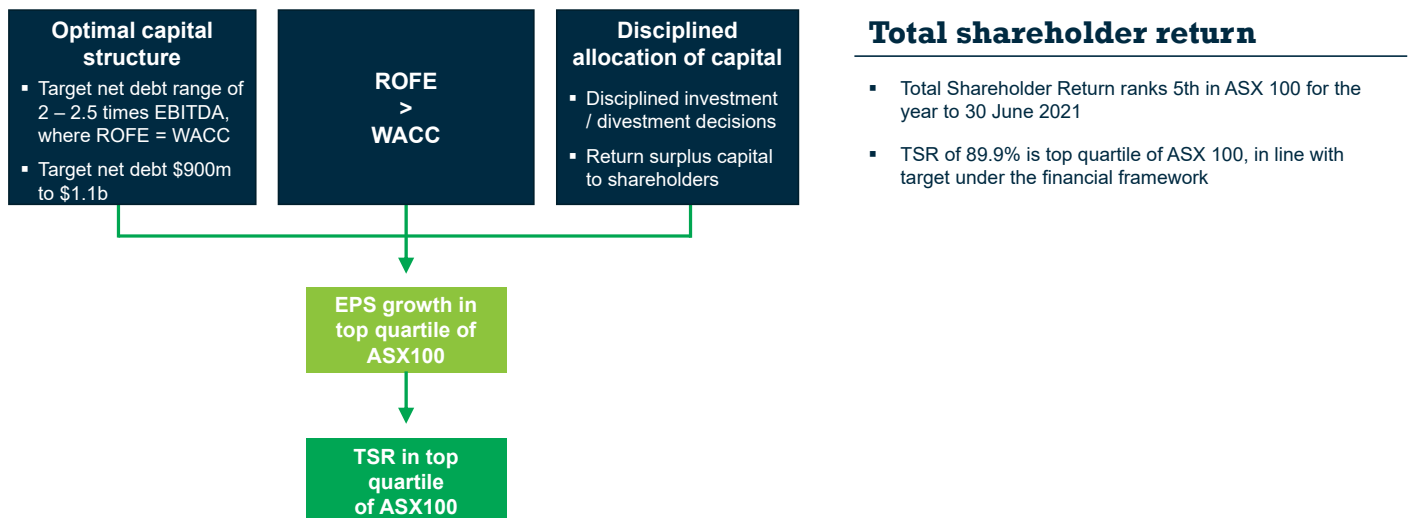 Optimal capital
structure
▪ Target net debt range of
2 – 2.5 times EBITDA,
where ROFE = WACC
▪ Target net debt $900m
to $1.1b
ROFE
>
WACC
Disciplined
allocation of capital
▪ Disciplined investment
/ divestment decisions
▪ Return surplus capital
to shareholders
EPS growth in
top quartile of
ASX100
TSR in top
quartile
of ASX100
Total shareholder return
▪ Total Shareholder Return ranks 5th in ASX 100 for the
year to 30 June 2021
▪ TSR of 89.9% is top quartile of ASX 100, in line with
target under the financial framework